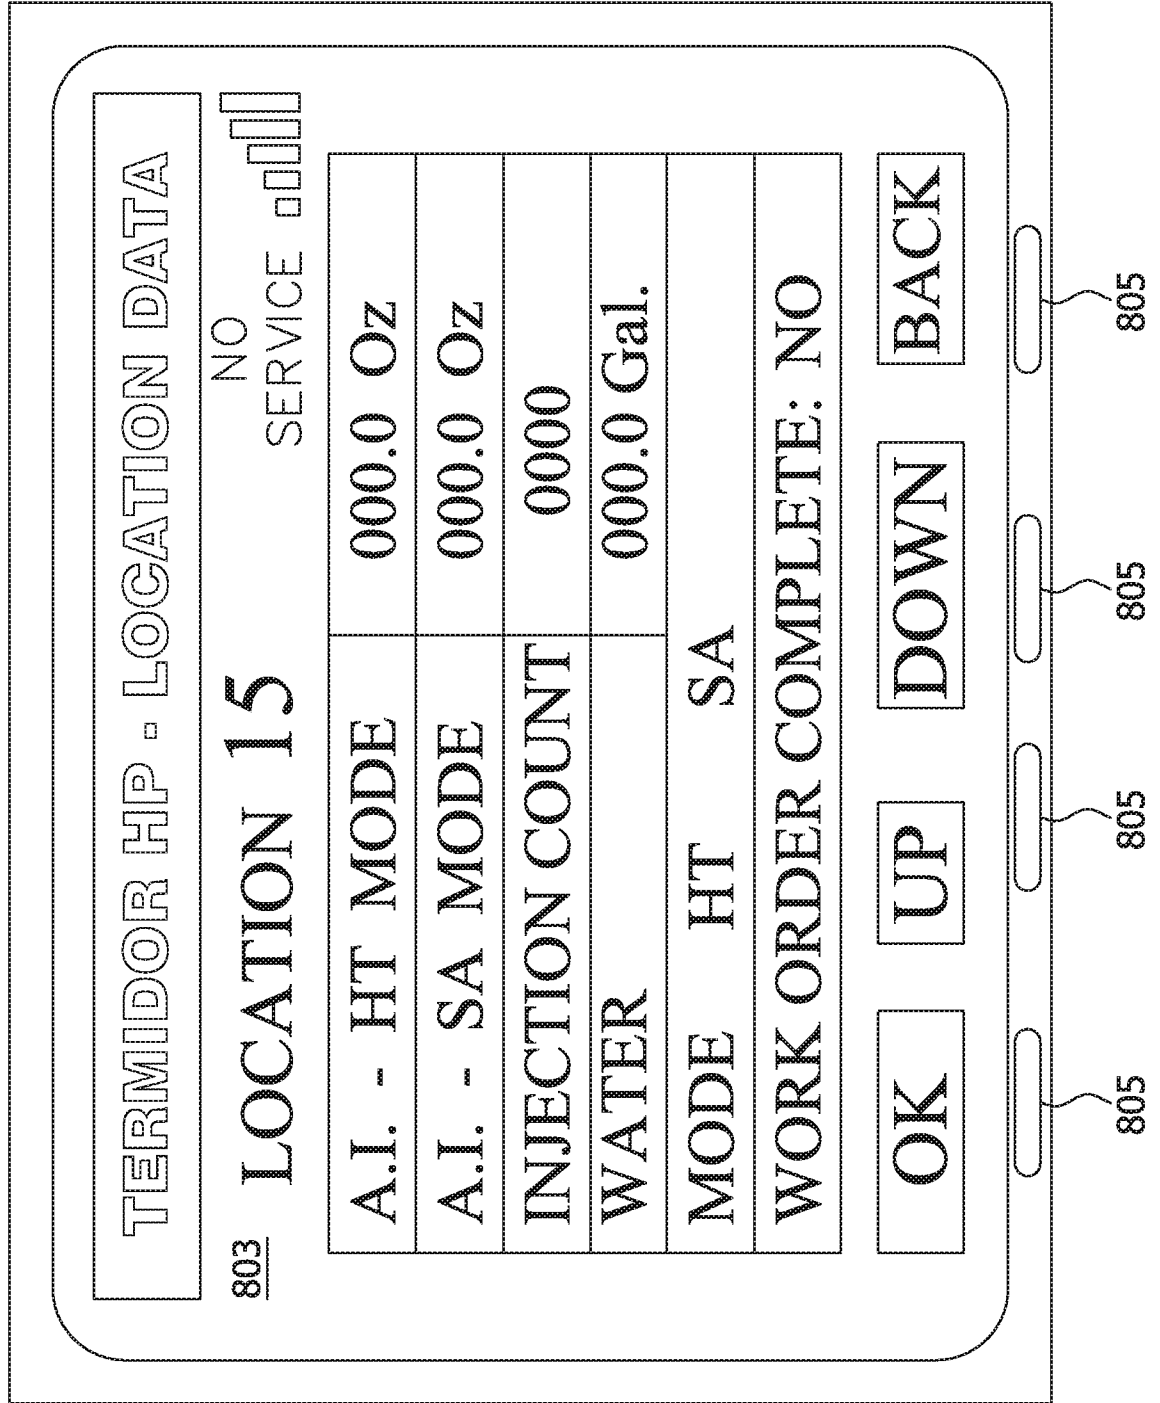 TERMIDOR HP - LOCATION DATA
803
LOCATION 15
NO
SERVICE
A.I. - HT MODE 000.0 Oz
A.I. - SA MODE 000.0 Oz
INJECTION COUNT 0000
WATER 000.0 Gal.
MODE HT SA
WORK ORDER COMPLETE: NO
OK UP DOWN BACK
805 805 805 805